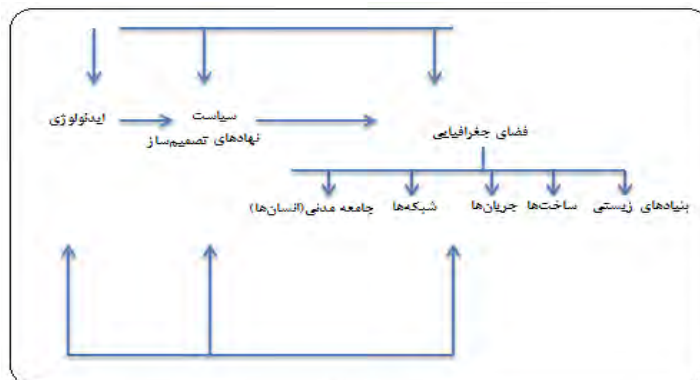 ایدئولوژی
سیاست
نهادهای تصمیم‌ساز
فضای جغرافیایی
بنیادهای زیستی
ساخت‌ها
جریان‌ها
شبکه‌ها
جامعه مدنی(انسان‌ها)